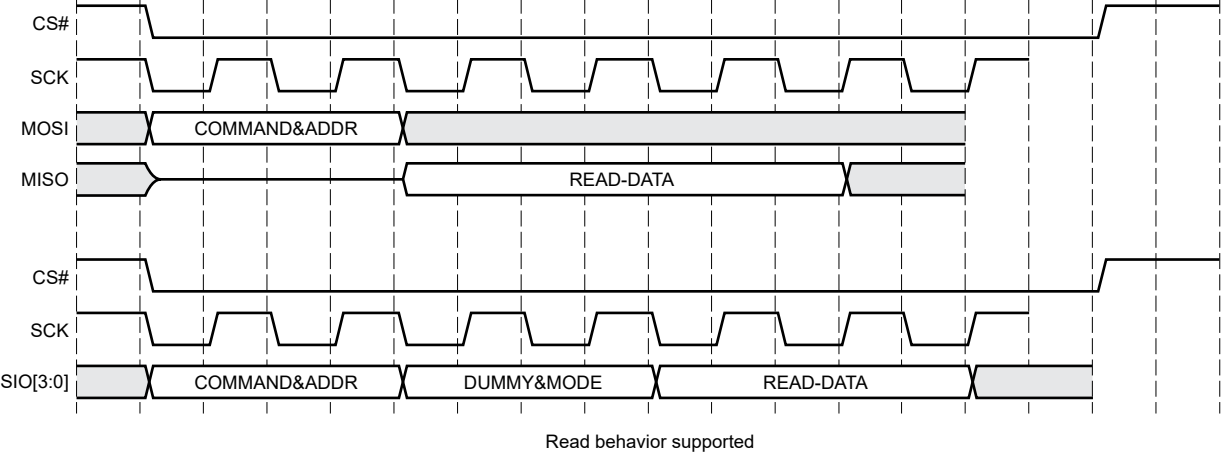 CS#
SCK
MOSI COMMAND&ADDR
MISO READ-DATA
CS#
SCK
SIO[3:0] COMMAND&ADDR DUMMY&MODE READ-DATA
Read behavior supported